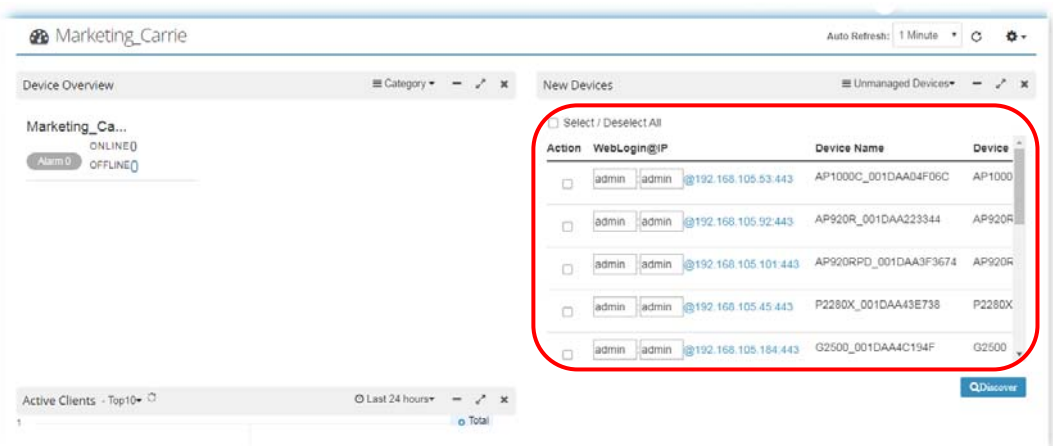 Marketing_Carrie
Auto Refresh: 1 Minute
Device Overview
Category
Marketing_Ca...
ONLINE()
Alarm 0
OFFLINE()
New Devices
Unmanaged Devices
Select / Deselect All
Action WebLogin@IP Device Name Device
admin : admin @192.168.105.53:443 AP1000C_001DAA04F06C AP1000
admin : admin @192.168.105.92:443 AP920R_001DAA223344 AP920R
admin : admin @192.168.105.101:443 AP920RPD_001DAA3F3674 AP920R
admin : admin @192.168.105.45:443 P2280X_001DAA43E738 P2280X
admin : admin @192.168.105.184:443 G2500_001DAA4C194F G2500
Discover
Active Clients - Top10
Last 24 hours
1
Total